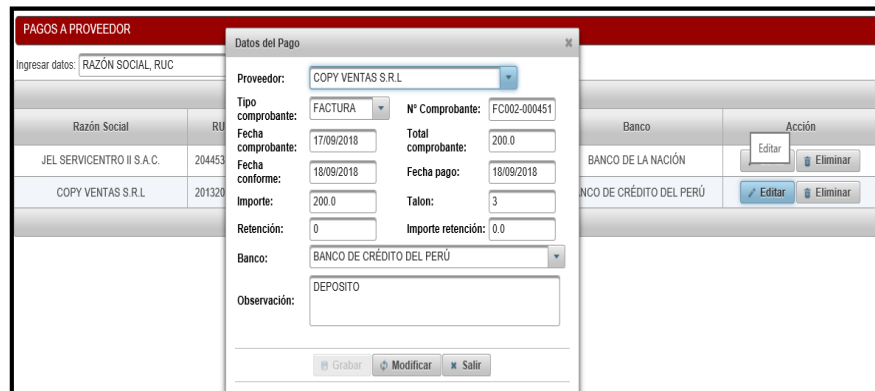 PAGOS A PROVEEDOR
Ingresar datos: RAZÓN SOCIAL, RUC
Razón Social
Banco
Acción
JEL SERVICENTRO II S.A.C.
204453
BANCO DE LA NACIÓN
Editar
Eliminar
COPY VENTAS S.R.L
201320
CRÉDITO DEL PERÚ
Editar
Eliminar
Datos del Pago
Proveedor: COPY VENTAS S.R.L
Tipo comprobante: FACTURA
Nº Comprobante: FC002-000451
Fecha comprobante: 17/09/2018
Total comprobante: 200.0
Fecha conforme: 18/09/2018
Fecha pago: 18/09/2018
Importe: 200.0
Talon: 3
Retención: 0
Importe retención: 0.0
Banco: BANCO DE CRÉDITO DEL PERÚ
Observación: DEPOSITO
Grabar
Modificar
Salir